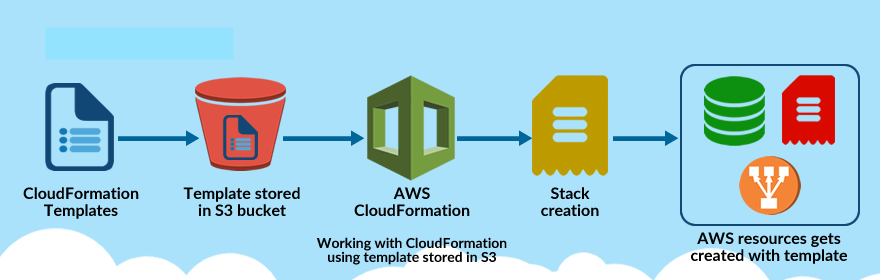 CloudFormation
Templates
Template stored
in S3 bucket
AWS
CloudFormation
Stack
creation
AWS resources gets
created with template
Working with CloudFormation
using template stored in S3